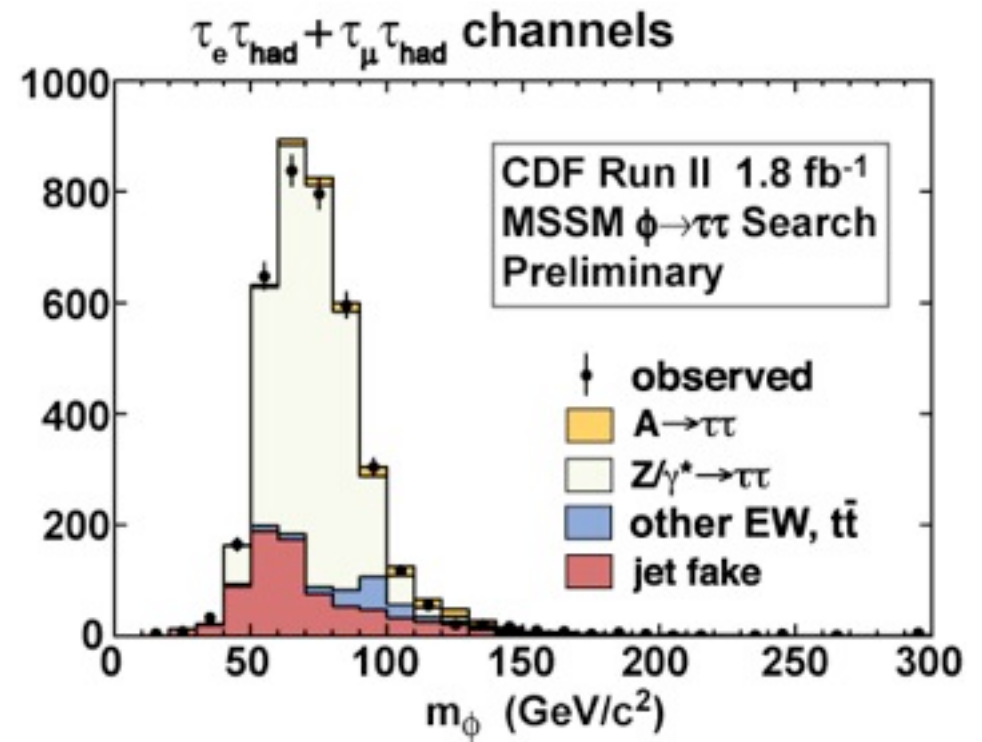 τeτhad + τμτhad channels
1000
800
600
400
200
0
CDF Run II 1.8 fb-1
MSSM ϕ→ττ Search
Preliminary
observed
A→ττ
Z/γ*→ττ
other EW, tt̄
jet fake
0 50 100 150 200 250 300
mϕ (GeV/c2)